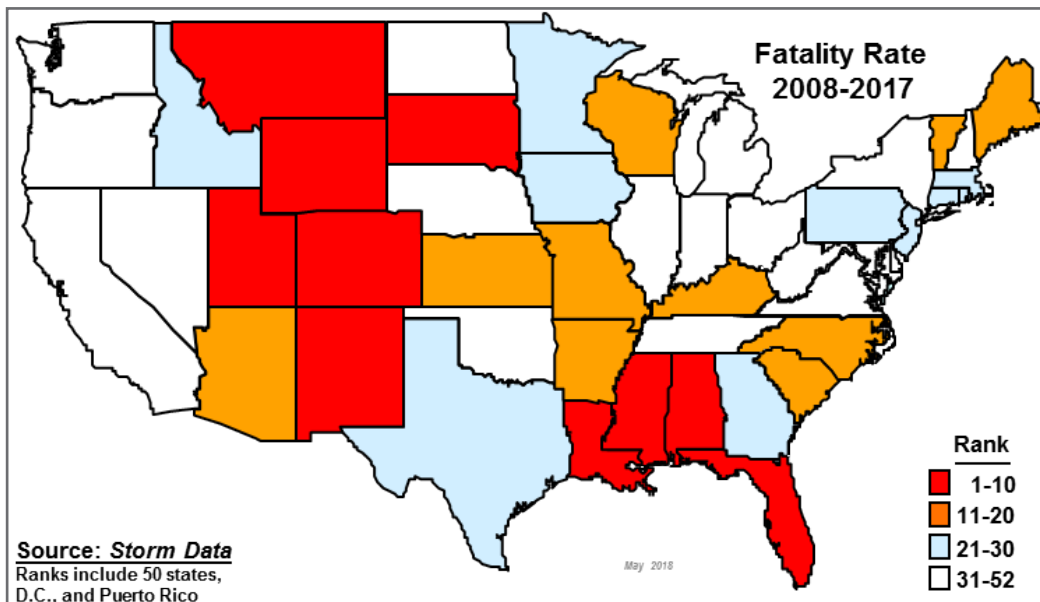 Fatality Rate
2008-2017
Rank
1-10
11-20
21-30
31-52
Source: Storm Data
Ranks include 50 states,
D.C., and Puerto Rico
May 2018